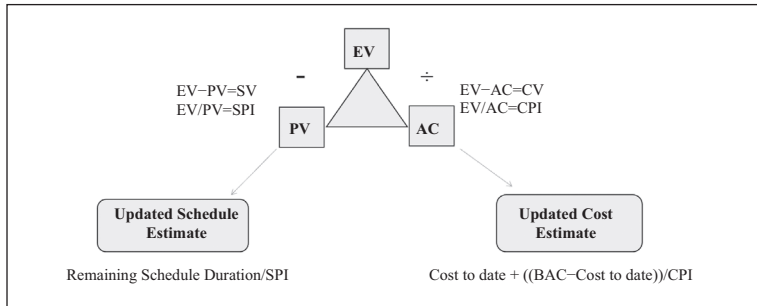 EV
- ÷
EV−PV=SV
EV/PV=SPI
EV−AC=CV
EV/AC=CPI
PV
AC
Updated Schedule
Estimate
Updated Cost
Estimate
Remaining Schedule Duration/SPI
Cost to date + ((BAC−Cost to date))/CPI